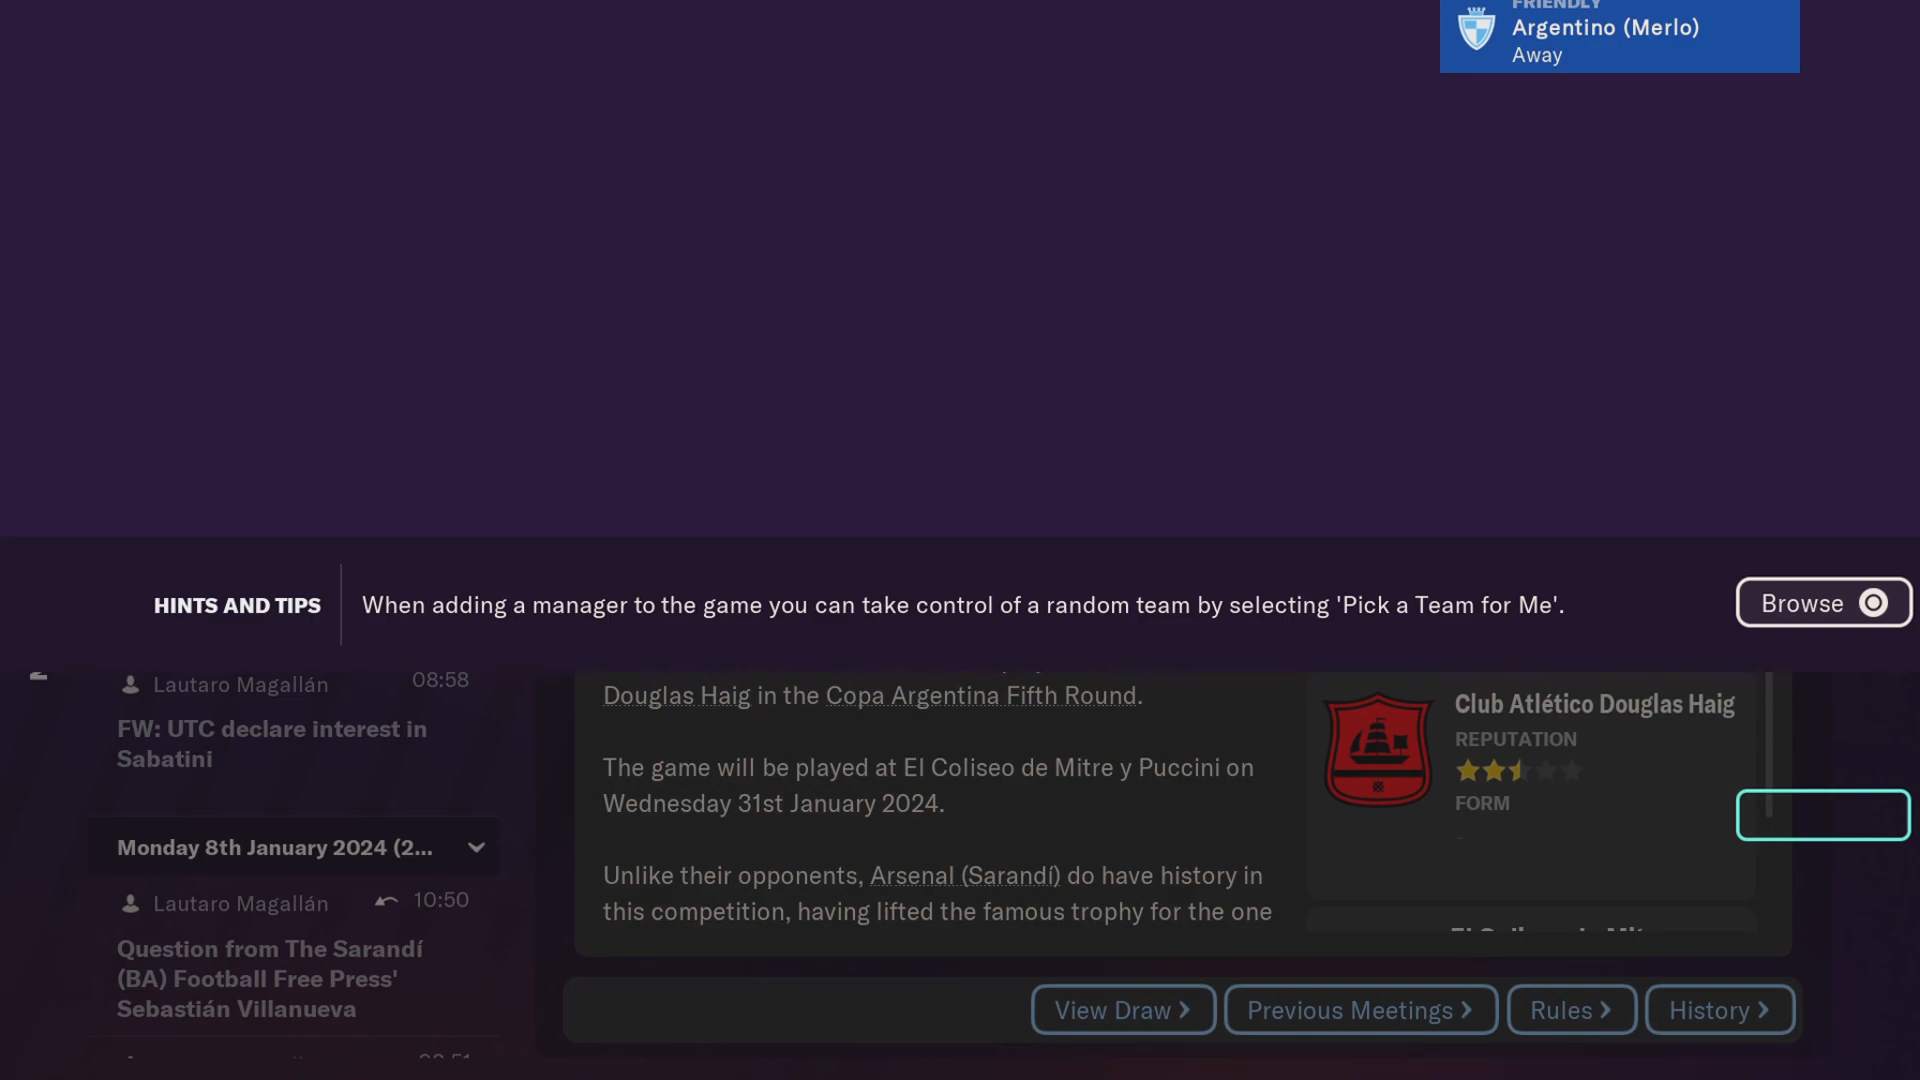 FRIENDLY
Argentino (Merlo)
Away
HINTS AND TIPS
When adding a manager to the game you can take control of a random team by selecting 'Pick a Team for Me'.
Browse
Lautaro Magallán 08:58
FW: UTC declare interest in
Sabatini
Monday 8th January 2024 (2...
Lautaro Magallán 10:50
Question from The Sarandí
(BA) Football Free Press'
Sebastián Villanueva
Douglas Haig in the Copa Argentina Fifth Round.
The game will be played at El Coliseo de Mitre y Puccini on
Wednesday 31st January 2024.
Unlike their opponents, Arsenal (Sarandí) do have history in
this competition, having lifted the famous trophy for the one
Club Atlético Douglas Haig
REPUTATION
FORM
-
View Draw
Previous Meetings
Rules
History